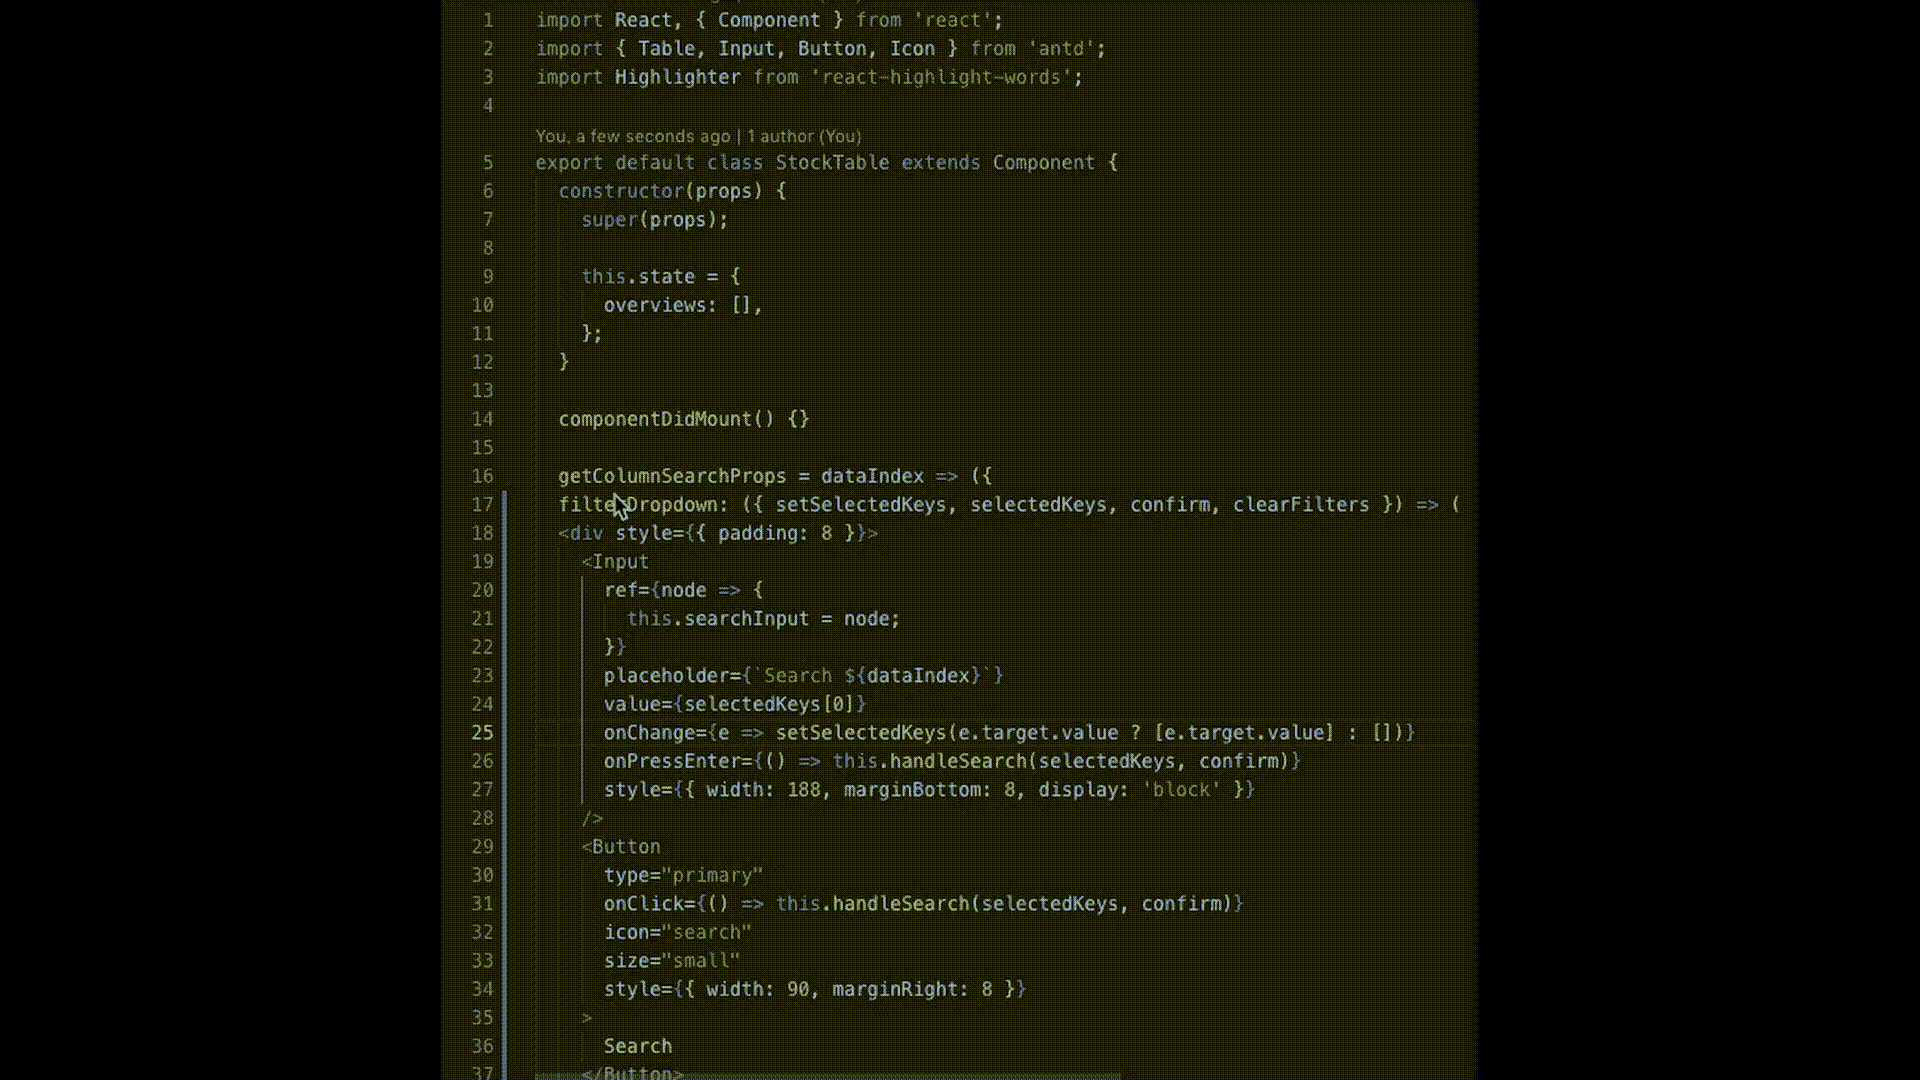 1 import React, { Component } from 'react';
2 import { Table, Input, Button, Icon } from 'antd';
3 import Highlighter from 'react-highlight-words';
4
You, a few seconds ago | 1 author (You)
5 export default class StockTable extends Component {
6 constructor(props) {
7 super(props);
8
9 this.state = {
10 overviews: [],
11 };
12 }
13
14 componentDidMount() {}
15
16 getColumnSearchProps = dataIndex => ({
17 filterDropdown: ({ setSelectedKeys, selectedKeys, confirm, clearFilters }) => (
18 <div style={{ padding: 8 }}>
19 <Input
20 ref={node => {
21 this.searchInput = node;
22 }}
23 placeholder={`Search ${dataIndex}`}
24 value={selectedKeys[0]}
25 onChange={e => setSelectedKeys(e.target.value ? [e.target.value] : [])}
26 onPressEnter={() => this.handleSearch(selectedKeys, confirm)}
27 style={{ width: 188, marginBottom: 8, display: 'block' }}
28 />
29 <Button
30 type="primary"
31 onClick={() => this.handleSearch(selectedKeys, confirm)}
32 icon="search"
33 size="small"
34 style={{ width: 90, marginRight: 8 }}
35 >
36 Search
37 </Button>